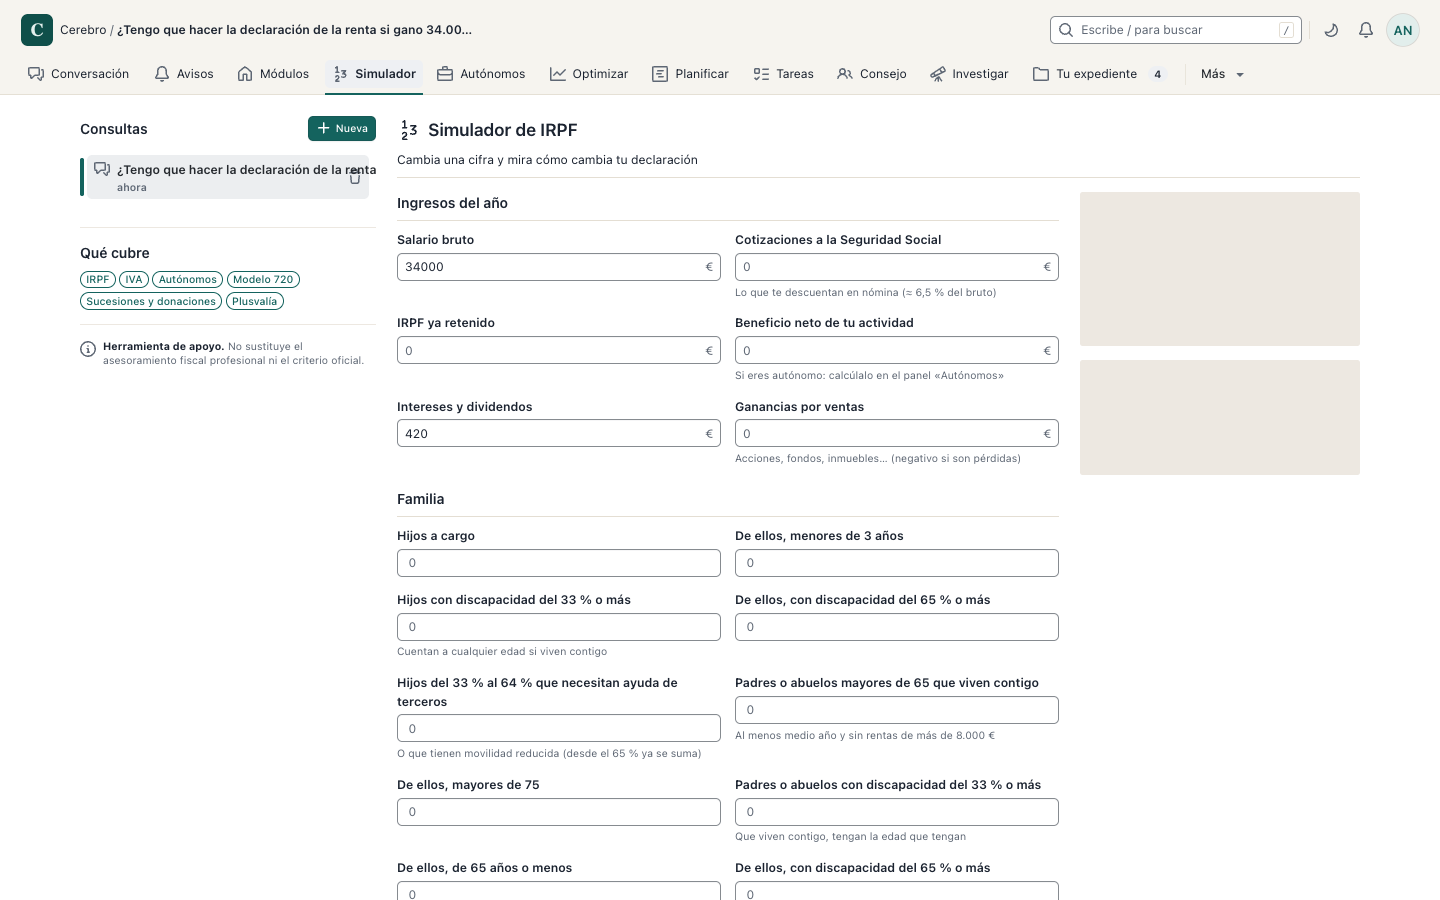 C Cerebro / ¿Tengo que hacer la declaración de la renta si gano 34.00...
Escribe / para buscar /
AN
Conversación Avisos Módulos Simulador Autónomos Optimizar Planificar Tareas Consejo Investigar Tu expediente 4 Más
Consultas
Nueva
¿Tengo que hacer la declaración de la renta
ahora
Qué cubre
IRPF IVA Autónomos Modelo 720
Sucesiones y donaciones Plusvalía
Herramienta de apoyo. No sustituye el
asesoramiento fiscal profesional ni el criterio oficial.
Simulador de IRPF
Cambia una cifra y mira cómo cambia tu declaración
Ingresos del año
Salario bruto
34000 €
Cotizaciones a la Seguridad Social
0 €
Lo que te descuentan en nómina (≈ 6,5 % del bruto)
IRPF ya retenido
0 €
Beneficio neto de tu actividad
0 €
Si eres autónomo: calcúlalo en el panel «Autónomos»
Intereses y dividendos
420 €
Ganancias por ventas
0 €
Acciones, fondos, inmuebles... (negativo si son pérdidas)
Familia
Hijos a cargo
0
De ellos, menores de 3 años
0
Hijos con discapacidad del 33 % o más
0
Cuentan a cualquier edad si viven contigo
De ellos, con discapacidad del 65 % o más
0
Hijos del 33 % al 64 % que necesitan ayuda de
terceros
0
O que tienen movilidad reducida (desde el 65 % ya se suma)
Padres o abuelos mayores de 65 que viven contigo
0
Al menos medio año y sin rentas de más de 8.000 €
De ellos, mayores de 75
0
Padres o abuelos con discapacidad del 33 % o más
0
Que viven contigo, tengan la edad que tengan
De ellos, de 65 años o menos
0
De ellos, con discapacidad del 65 % o más
0